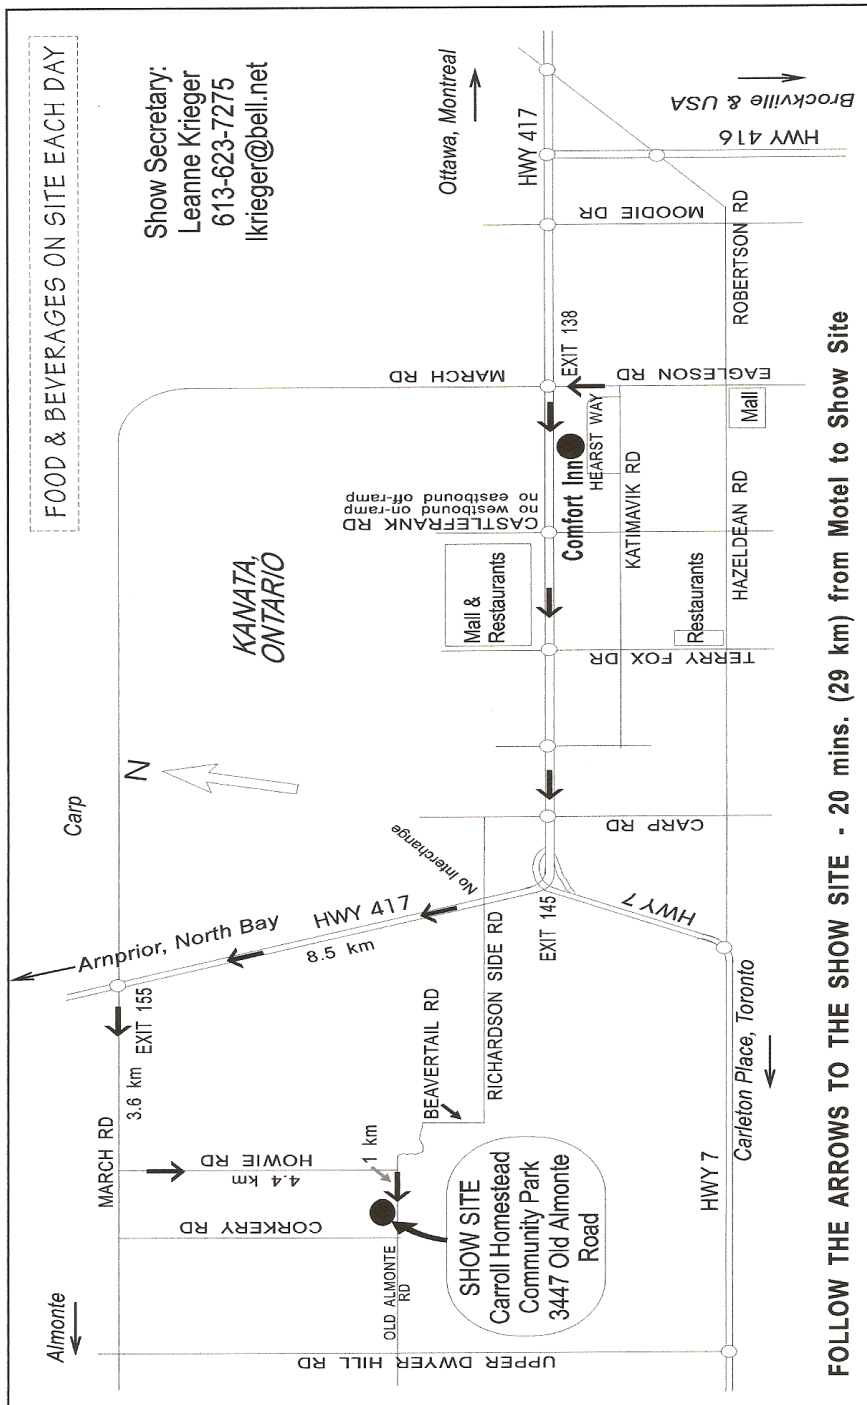 FOOD & BEVERAGES ON SITE EACH DAY
Show Secretary:
Leanne Krieger
613-623-7275
lkrieger@bell.net
Almonte
Arnprior, North Bay
Carp
N
KANATA,
ONTARIO
Ottawa, Montreal
MARCH RD
3.6 km
EXIT 155
HWY 417
8.5 km
No Interchange
MARCH RD
HOWIE RD
4.4 km
CORKERY RD
1 km
BEAVERTAIL RD
RICHARDSON SIDE RD
OLD ALMONTE
RD
SHOW SITE
Carroll Homestead
Community Park
3447 Old Almonte
Road
UPPER DWYER HILL RD
EXIT 145
HWY 7
CARP RD
Mall &
Restaurants
CASTLEFRANK RD
no westbound on-ramp
no eastbound off-ramp
Comfort Inn
EXIT 138
HWY 417
HEARST WAY
KATIMAVIK RD
TERRY FOX DR
Restaurants
EAGLESON RD
MOODIE DR
HWY 416
Brockville & USA
HWY 7
Carleton Place, Toronto
HAZELDEAN RD
Mall
ROBERTSON RD
FOLLOW THE ARROWS TO THE SHOW SITE - 20 mins. (29 km) from Motel to Show Site